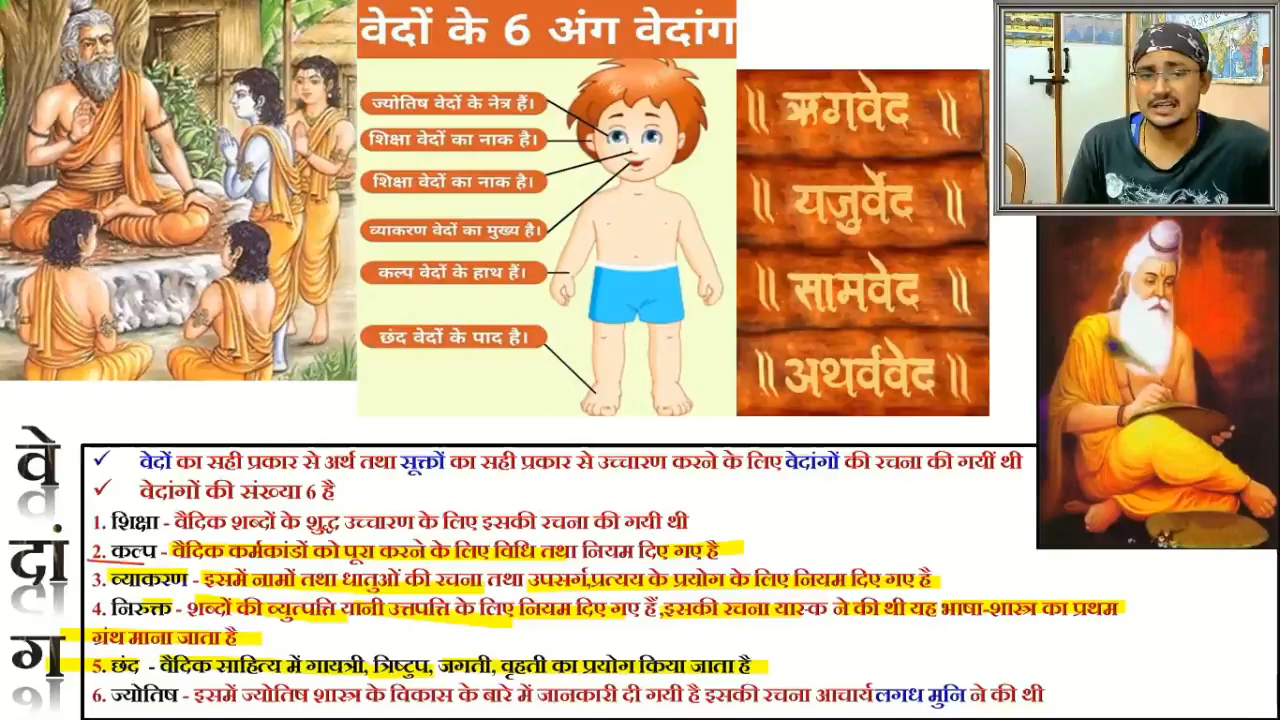 वेदों के 6 अंग वेदांग
ज्योतिष वेदों के नेत्र हैं।
शिक्षा वेदों का नाक है।
शिक्षा वेदों का नाक है।
व्याकरण वेदों का मुख्य है।
कल्प वेदों के हाथ हैं।
छंद वेदों के पाद है।
|| ऋगवेद ||
|| यजुर्वेद ||
|| सामवेद ||
|| अथर्ववेद ||
वेदांग
✓ वेदों का सही प्रकार से अर्थ तथा सूक्तों का सही प्रकार से उच्चारण करने के लिए वेदांगों की रचना की गयीं थी
✓ वेदांगों की संख्या 6 है
1. शिक्षा - वैदिक शब्दों के शुद्ध उच्चारण के लिए इसकी रचना की गयी थी
2. कल्प - वैदिक कर्मकांडों को पूरा करने के लिए विधि तथा नियम दिए गए है
3. व्याकरण - इसमें नामों तथा धातुओं की रचना तथा उपसर्ग,प्रत्यय के प्रयोग के लिए नियम दिए गए है
4. निरुक्त - शब्दों की व्युत्पत्ति यानी उत्तपत्ति के लिए नियम दिए गए हैं ,इसकी रचना यास्क ने की थी यह भाषा-शास्त्र का प्रथम
ग्रंथ माना जाता है
5. छंद - वैदिक साहित्य में गायत्री, त्रिष्टुप, जगती, वृहती का प्रयोग किया जाता है
6. ज्योतिष - इसमें ज्योतिष शास्त्र के विकास के बारे में जानकारी दी गयी है इसकी रचना आचार्य लगध मुनि ने की थी